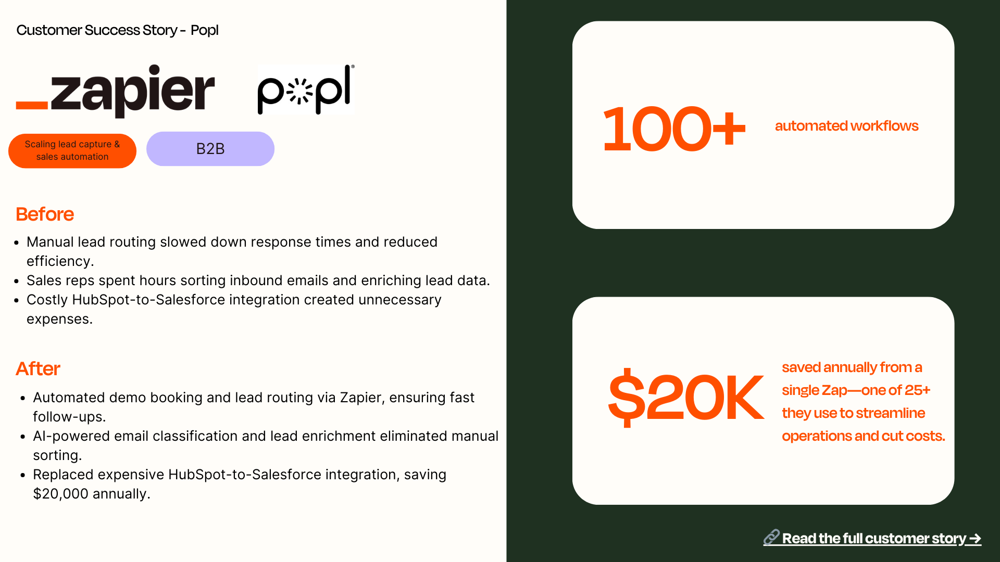 Customer Success Story - Popl
zapier
popl®
Scaling lead capture &
sales automation
B2B
Before
• Manual lead routing slowed down response times and reduced
efficiency.
• Sales reps spent hours sorting inbound emails and enriching lead data.
• Costly HubSpot-to-Salesforce integration created unnecessary
expenses.
After
• Automated demo booking and lead routing via Zapier, ensuring fast
follow-ups.
• AI-powered email classification and lead enrichment eliminated manual
sorting.
• Replaced expensive HubSpot-to-Salesforce integration, saving
$20,000 annually.
100+
automated workflows
$20K
saved annually from a
single Zap—one of 25+
they use to streamline
operations and cut costs.
🔗 Read the full customer story →